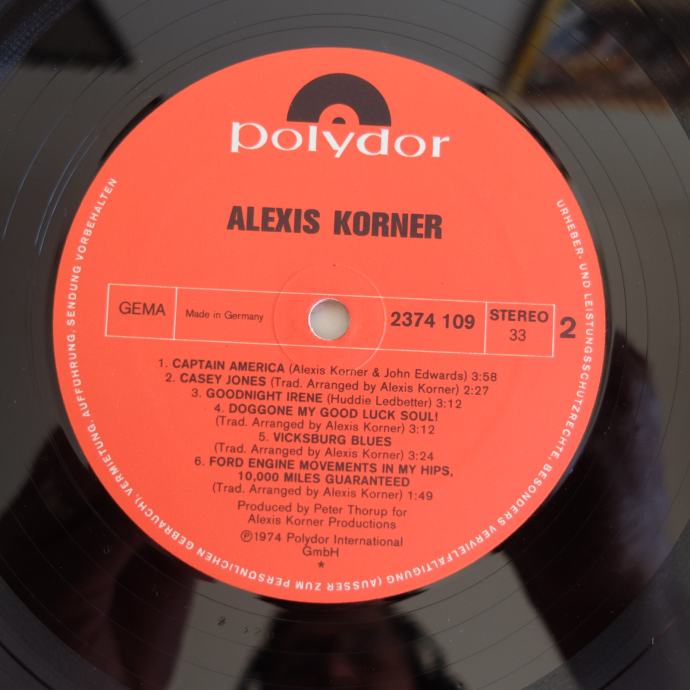 polydor
ALEXIS KORNER
GEMA
Made in Germany
2374 109
STEREO
33
2
1. CAPTAIN AMERICA (Alexis Korner & John Edwards) 3:58
2. CASEY JONES (Trad. Arranged by Alexis Korner) 2:27
3. GOODNIGHT IRENE (Huddie Ledbetter) 3:12
4. DOGGONE MY GOOD LUCK SOUL!
(Trad. Arranged by Alexis Korner) 3:12
5. VICKSBURG BLUES
(Trad. Arranged by Alexis Korner) 3:24
6. FORD ENGINE MOVEMENTS IN MY HIPS,
10,000 MILES GUARANTEED
(Trad. Arranged by Alexis Korner) 1:49
Produced by Peter Thorup for
Alexis Korner Productions
℗1974 Polydor International
GmbH
*
URHEBER- UND LEISTUNGSSCHUTZRECHTE, BESONDERS VERVIELFÄLTIGUNG (AUSSER ZUM PERSÖNLICHEN GEBRAUCH), VERMIETUNG, AUFFÜHRUNG, SENDUNG VORBEHALTEN